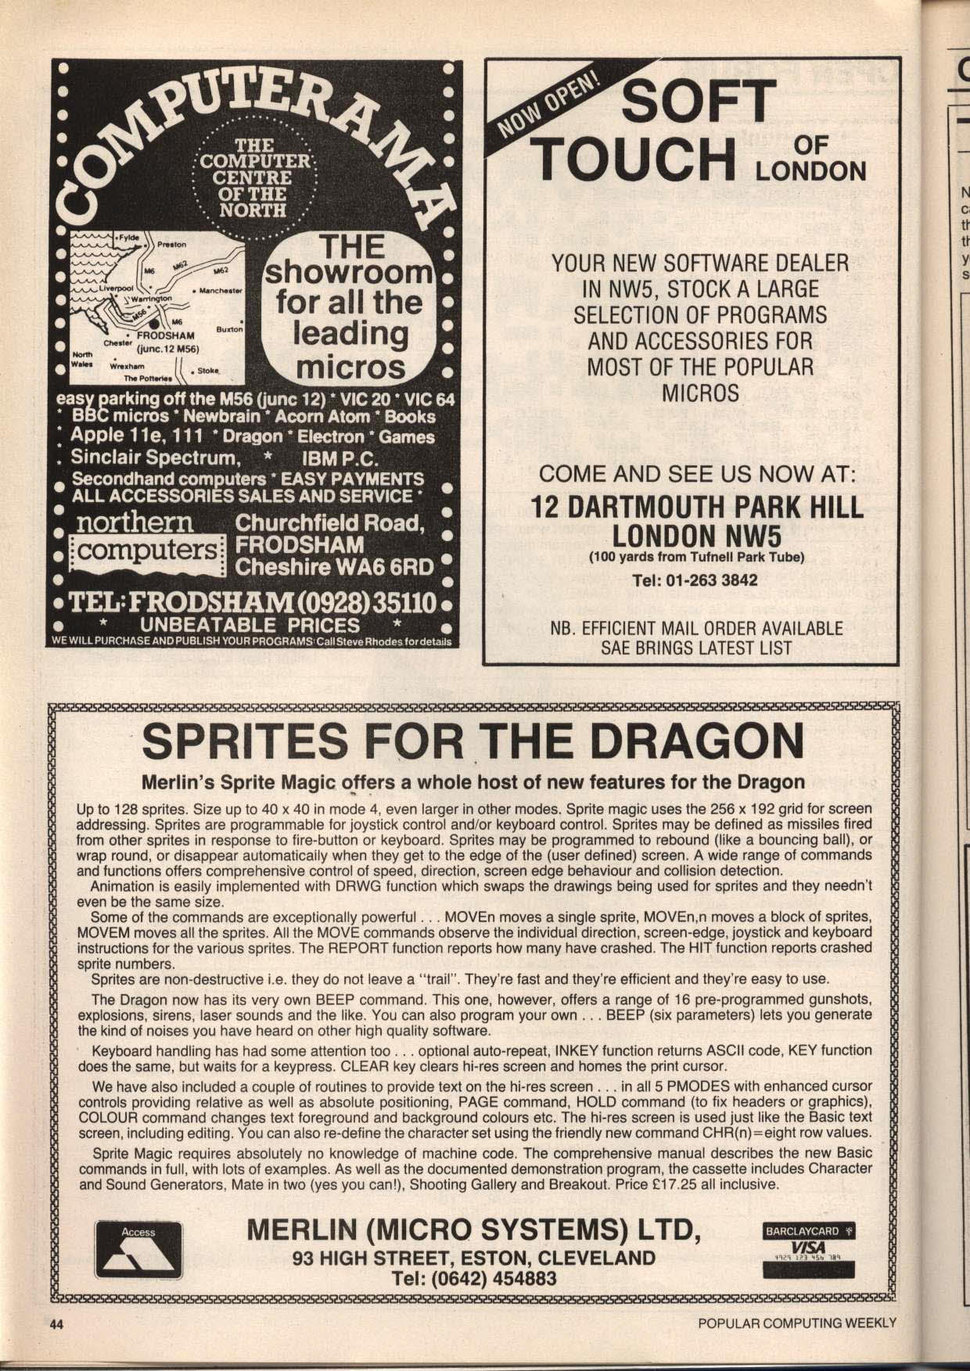 COMPUTERAMA
THE
COMPUTER
CENTRE
OF THE
NORTH
Fylde
Preston
M6
M62
M62
Liverpool
Warrington
Manchester
M56
M6
FRODSHAM
Chester
(junc.12 M56)
Buxton
North
Wales
Wrexham
Stoke
The Potteries
THE
showroom
for all the
leading
micros
easy parking off the M56 (junc 12) * VIC 20 * VIC 64
* BBC micros * Newbrain * Acorn Atom * Books
Apple 11e, 111 * Dragon * Electron * Games
Sinclair Spectrum, * IBM P.C.
Secondhand computers * EASY PAYMENTS
ALL ACCESSORIES SALES AND SERVICE *
northern
computers
Churchfield Road,
FRODSHAM
Cheshire WA6 6RD
TEL: FRODSHAM (0928) 35110
* UNBEATABLE PRICES *
WE WILL PURCHASE AND PUBLISH YOUR PROGRAMS: Call Steve Rhodes for details
NOW OPEN!
SOFT
TOUCH OF
LONDON
YOUR NEW SOFTWARE DEALER
IN NW5, STOCK A LARGE
SELECTION OF PROGRAMS
AND ACCESSORIES FOR
MOST OF THE POPULAR
MICROS
COME AND SEE US NOW AT:
12 DARTMOUTH PARK HILL
LONDON NW5
(100 yards from Tufnell Park Tube)
Tel: 01-263 3842
NB. EFFICIENT MAIL ORDER AVAILABLE
SAE BRINGS LATEST LIST
SPRITES FOR THE DRAGON
Merlin's Sprite Magic offers a whole host of new features for the Dragon
Up to 128 sprites. Size up to 40 x 40 in mode 4, even larger in other modes. Sprite magic uses the 256 x 192 grid for screen
addressing. Sprites are programmable for joystick control and/or keyboard control. Sprites may be defined as missiles fired
from other sprites in response to fire-button or keyboard. Sprites may be programmed to rebound (like a bouncing ball), or
wrap round, or disappear automatically when they get to the edge of the (user defined) screen. A wide range of commands
and functions offers comprehensive control of speed, direction, screen edge behaviour and collision detection.
Animation is easily implemented with DRWG function which swaps the drawings being used for sprites and they needn't
even be the same size.
Some of the commands are exceptionally powerful . . . MOVEn moves a single sprite, MOVEn,n moves a block of sprites,
MOVEM moves all the sprites. All the MOVE commands observe the individual direction, screen-edge, joystick and keyboard
instructions for the various sprites. The REPORT function reports how many have crashed. The HIT function reports crashed
sprite numbers.
Sprites are non-destructive i.e. they do not leave a "trail". They're fast and they're efficient and they're easy to use.
The Dragon now has its very own BEEP command. This one, however, offers a range of 16 pre-programmed gunshots,
explosions, sirens, laser sounds and the like. You can also program your own . . . BEEP (six parameters) lets you generate
the kind of noises you have heard on other high quality software.
Keyboard handling has had some attention too . . . optional auto-repeat, INKEY function returns ASCII code, KEY function
does the same, but waits for a keypress. CLEAR key clears hi-res screen and homes the print cursor.
We have also included a couple of routines to provide text on the hi-res screen . . . in all 5 PMODES with enhanced cursor
controls providing relative as well as absolute positioning, PAGE command, HOLD command (to fix headers or graphics),
COLOUR command changes text foreground and background colours etc. The hi-res screen is used just like the Basic text
screen, including editing. You can also re-define the character set using the friendly new command CHR(n)=eight row values.
Sprite Magic requires absolutely no knowledge of machine code. The comprehensive manual describes the new Basic
commands in full, with lots of examples. As well as the documented demonstration program, the cassette includes Character
and Sound Generators, Mate in two (yes you can!), Shooting Gallery and Breakout. Price £17.25 all inclusive.
Access
MERLIN (MICRO SYSTEMS) LTD,
93 HIGH STREET, ESTON, CLEVELAND
Tel: (0642) 454883
BARCLAYCARD
VISA
4929 123 456 789
44
POPULAR COMPUTING WEEKLY